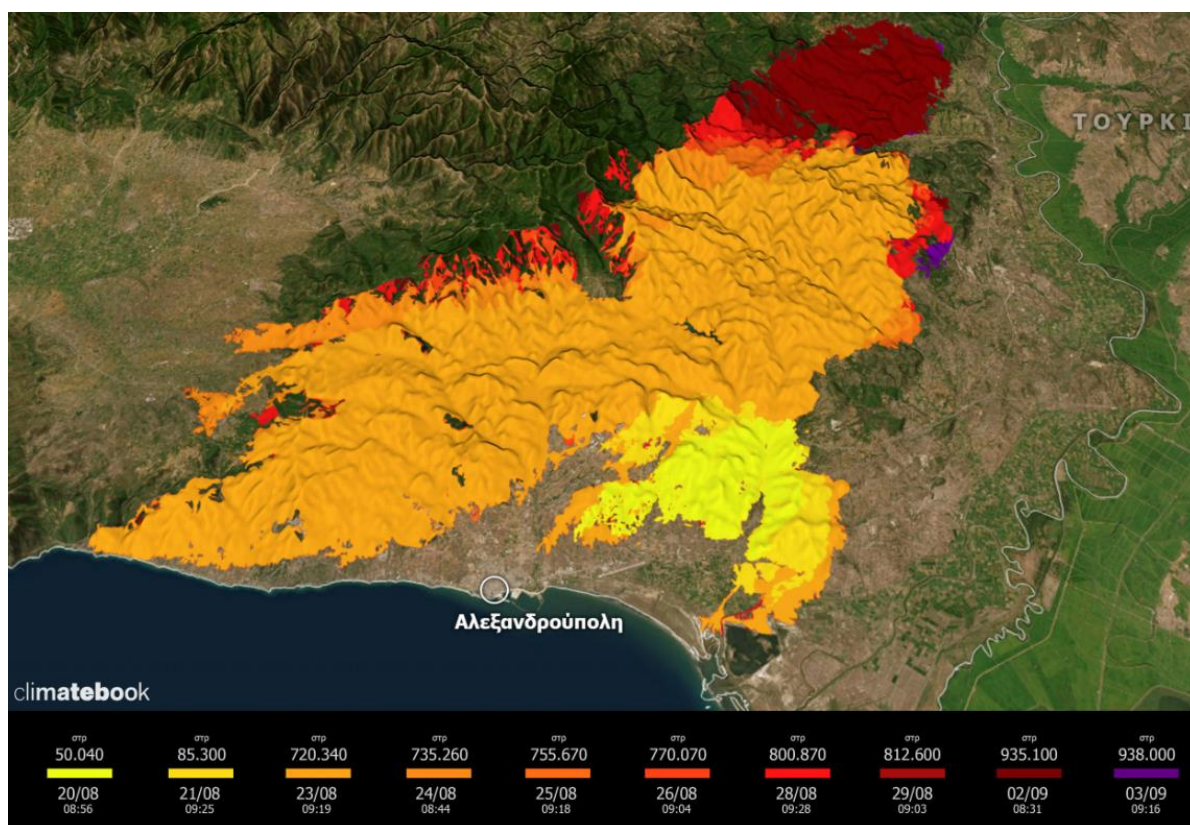 ΤΟΥΡΚΙ
Αλεξανδρούπολη
climatebook
στρ στρ στρ στρ στρ στρ στρ στρ στρ στρ
50.040 85.300 720.340 735.260 755.670 770.070 800.870 812.600 935.100 938.000
20/08 21/08 23/08 24/08 25/08 26/08 28/08 29/08 02/09 03/09
08:56 09:25 09:19 08:44 09:18 09:04 09:28 09:03 08:31 09:16